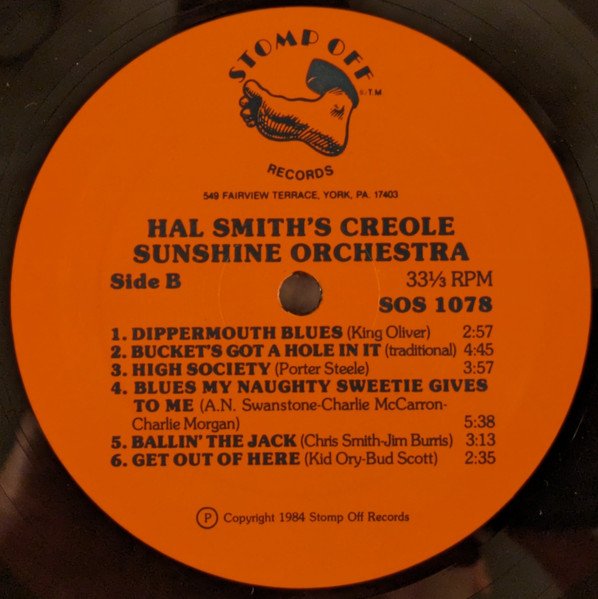 STOMP OFF
®/T.M
RECORDS
549 FAIRVIEW TERRACE, YORK, PA. 17403
HAL SMITH'S CREOLE
SUNSHINE ORCHESTRA
Side B 33⅓ RPM
SOS 1078
1. DIPPERMOUTH BLUES (King Oliver) 2:57
2. BUCKET'S GOT A HOLE IN IT (traditional) 4:45
3. HIGH SOCIETY (Porter Steele) 3:57
4. BLUES MY NAUGHTY SWEETIE GIVES
TO ME (A.N. Swanstone-Charlie McCarron-
Charlie Morgan) 5:38
5. BALLIN' THE JACK (Chris Smith-Jim Burris) 3:13
6. GET OUT OF HERE (Kid Ory-Bud Scott) 2:35
Ⓟ Copyright 1984 Stomp Off Records